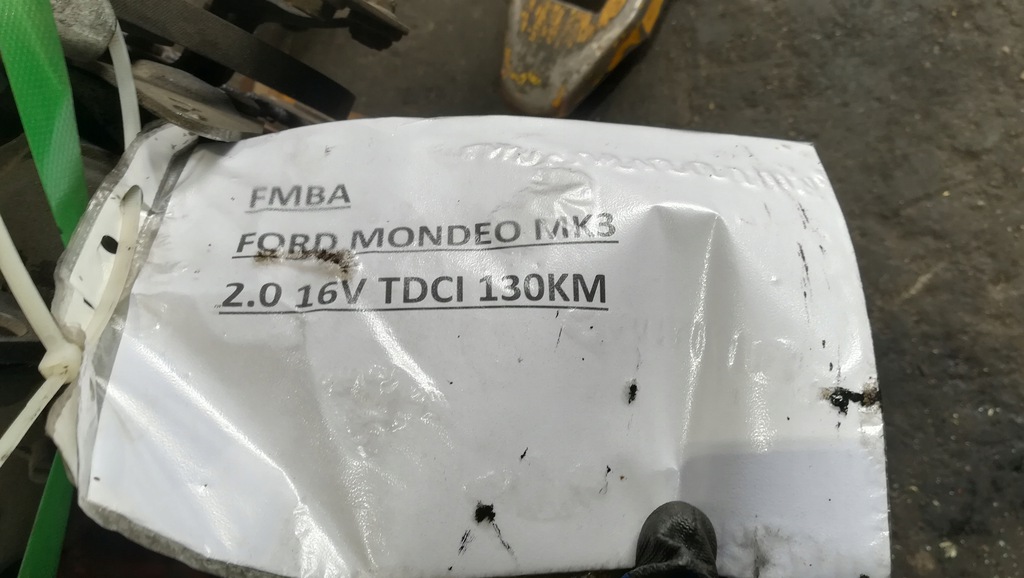 FMBA
FORD MONDEO MK3
2.0 16V TDCI 130KM